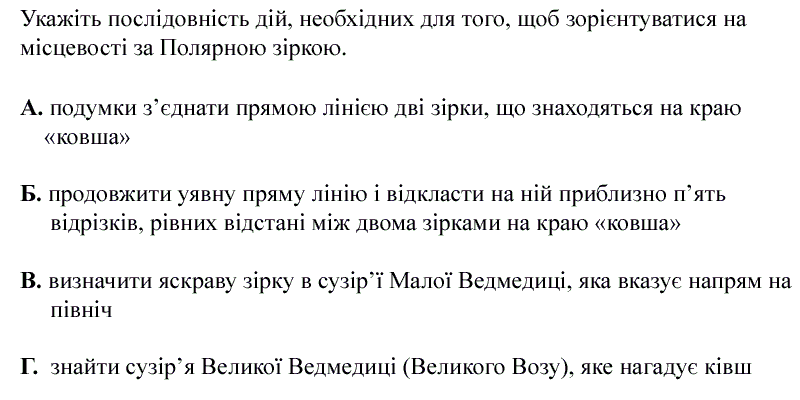 Укажіть послідовність дій, необхідних для того, щоб зорієнтуватися на
місцевості за Полярною зіркою.
А. подумки з’єднати прямою лінією дві зірки, що знаходяться на краю
«ковша»
Б. продовжити уявну пряму лінію і відкласти на ній приблизно п’ять
відрізків, рівних відстані між двома зірками на краю «ковша»
В. визначити яскраву зірку в сузір’ї Малої Ведмедиці, яка вказує напрям на
північ
Г. знайти сузір’я Великої Ведмедиці (Великого Возу), яке нагадує ківш